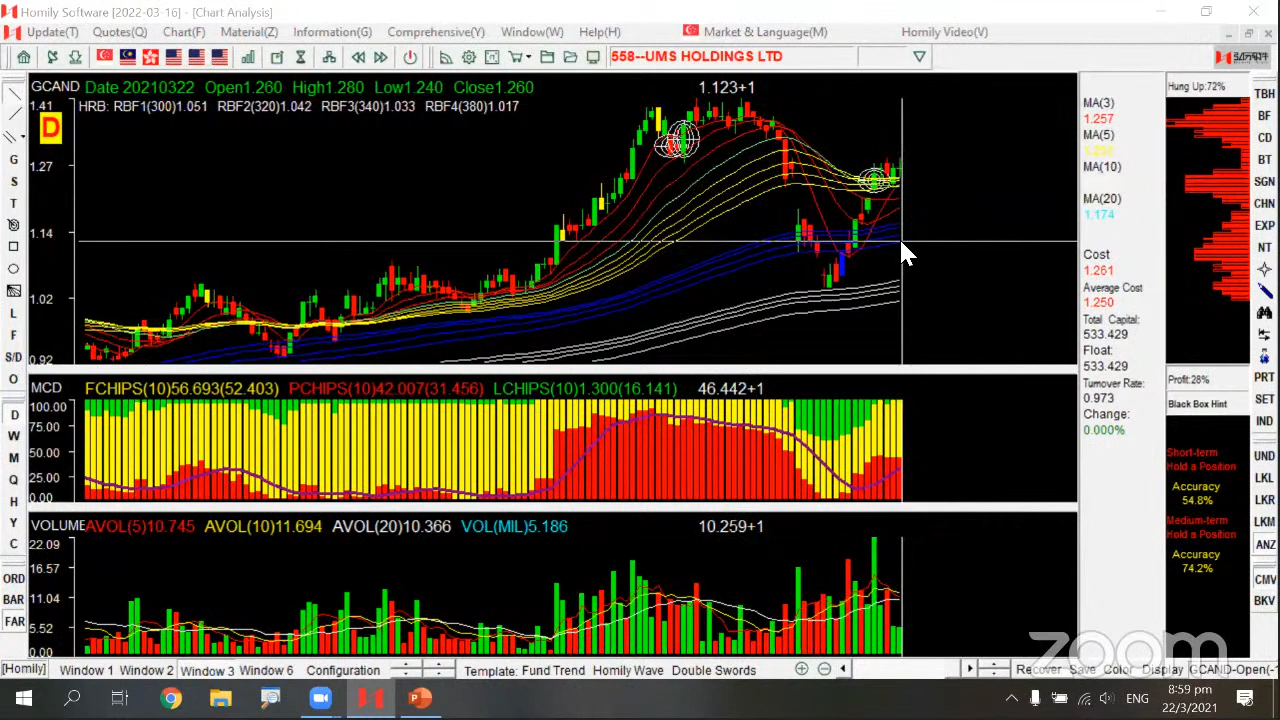 Homily Software [2022-03-16] - [Chart Analysis]
Update(T) Quotes(Q) Chart(F) Material(Z) Information(G) Comprehensive(Y) Window(W) Help(H) Market & Language(M) Homily Video(V)
558--UMS HOLDINGS LTD
GCAND Date 20210322 Open1.260 High1.280 Low1.240 Close1.260 1.123+1
1.41 HRB: RBF1(300)1.051 RBF2(320)1.042 RBF3(340)1.033 RBF4(380)1.017
D
1.27
1.14
1.02
0.92
MCD FCHIPS(10)56.693(52.403) PCHIPS(10)42.007(31.456) LCHIPS(10)1.300(16.141) 46.442+1
100.00
75.00
50.00
25.00
0.00
VOLUME AVOL(5)10.745 AVOL(10)11.694 AVOL(20)10.366 VOL(MIL)5.186 10.259+1
22.09
16.57
11.04
5.52
0.00
MA(3)
1.257
MA(5)
MA(10)
MA(20)
1.174
Cost
1.261
Average Cost
1.250
Total Capital:
533.429
Float:
533.429
Turnover Rate:
0.973
Change:
0.000%
Hung Up:72%
Profit:28%
Black Box Hint
Short-term
Hold a Position
Accuracy
54.8%
Medium-term
Hold a Position
Accuracy
74.2%
TBH
BF
CD
BT
SGN
CHN
EXP
NT
PRT
SET
IND
UND
LKL
LKR
LKM
ANZ
CMV
BKV
G
S
T
L
F
S/D
O
D
W
M
Q
H
Y
C
ORD
BAR
FAR
zoom
[Homily] Window 1 Window 2 Window 3 Window 6 Configuration Template: Fund Trend Homily Wave Double Swords Recover Save Color Display GCAND-Open(-
ENG
8:59 pm
22/3/2021